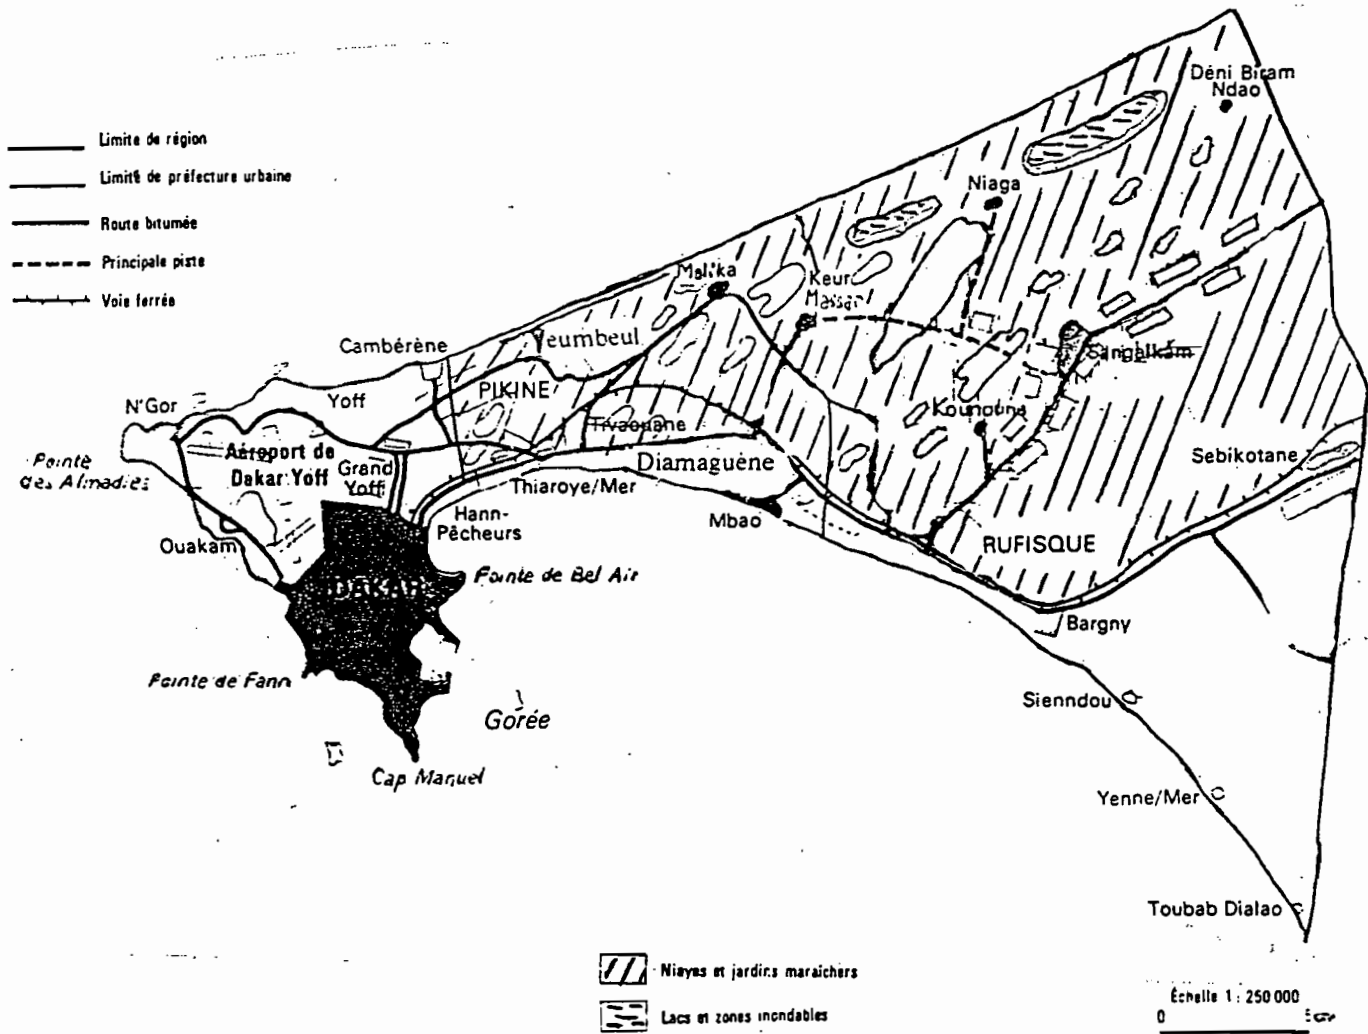 Limite de région
Limité de préfecture urbaine
Route bitumée
Principale piste
Voie ferrée
Déni Biram
Ndao
Niaga
Malika
Keur
Massar
Yeumbeul
Cambérène
Sangalkam
PIKINE
N'Gor
Yoff
Kounoune
Tivaouane
Aéroport de
Dakar Yoff
Grand
Yoff
Pointe
des Almadies
Diamaguène
Sebikotane
Thiaroye/Mer
Hann-
Pêcheurs
Mbao
Ouakam
RUFISQUE
DAKAR
Pointe de Bel Air
Bargny
Pointe de Fann
Sienndou
Gorée
Cap Manuel
Yenne/Mer
Toubab Dialao
Niayes et jardins maraichers
Lacs et zones inondables
Échelle 1 : 250 000
0